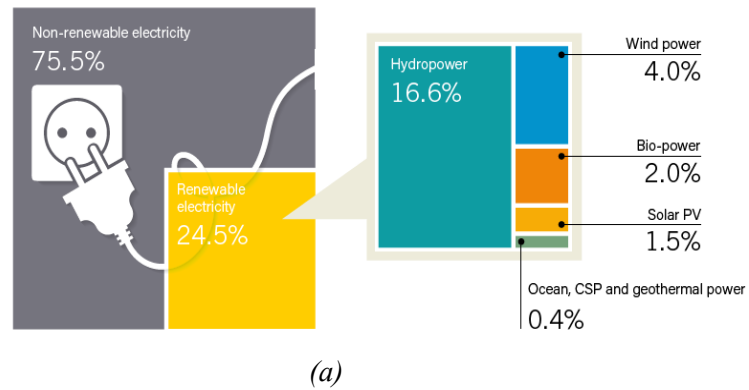 Non-renewable electricity
75.5%
Renewable
electricity
24.5%
Hydropower
16.6%
Wind power
4.0%
Bio-power
2.0%
Solar PV
1.5%
Ocean, CSP and geothermal power
0.4%
(a)